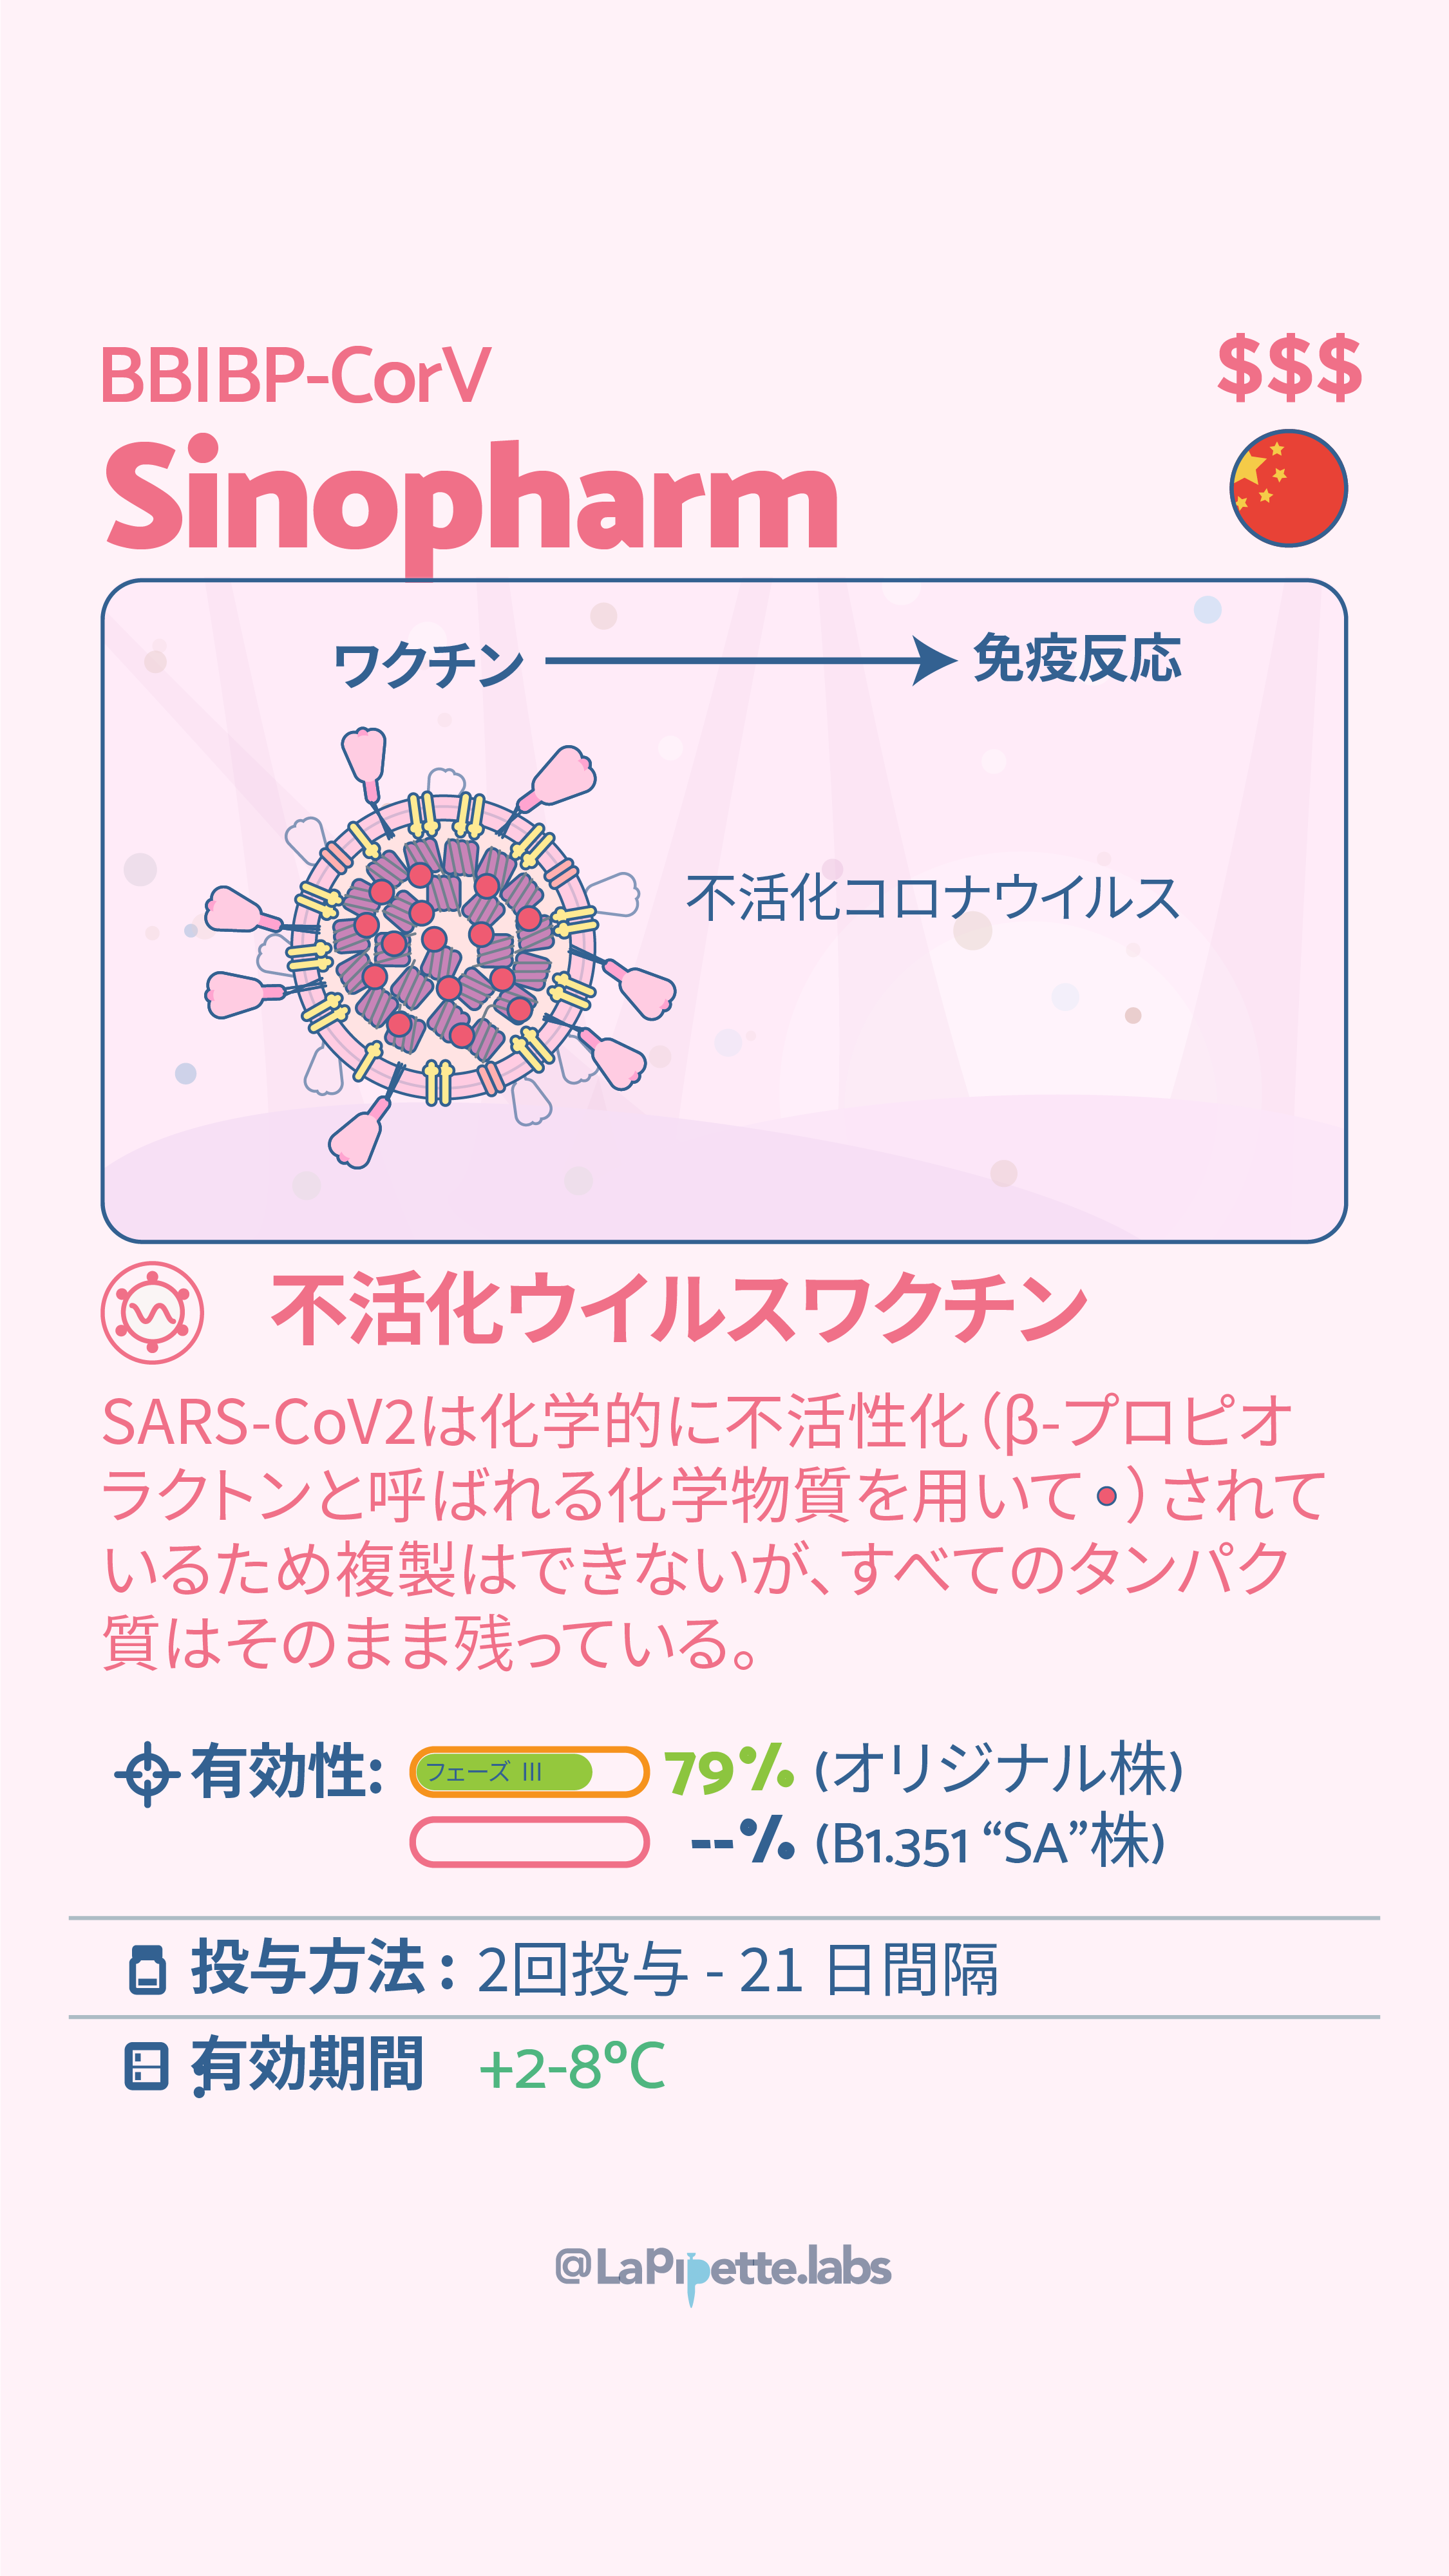 BBIBP-CorV
$$$
Sinopharm
ワクチン
免疫反応
不活化コロナウイルス
不活化ウイルスワクチン
SARS-CoV2は化学的に不活性化（β-プロピオ
ラクトンと呼ばれる化学物質を用いて）されて
いるため複製はできないが、すべてのタンパク
質はそのまま残っている。
有効性: フェーズ III 79% (オリジナル株)
--% (B1.351 “SA”株)
投与方法 : 2回投与 - 21 日間隔
有効期間 : +2-8ºC
@LaPipette.labs